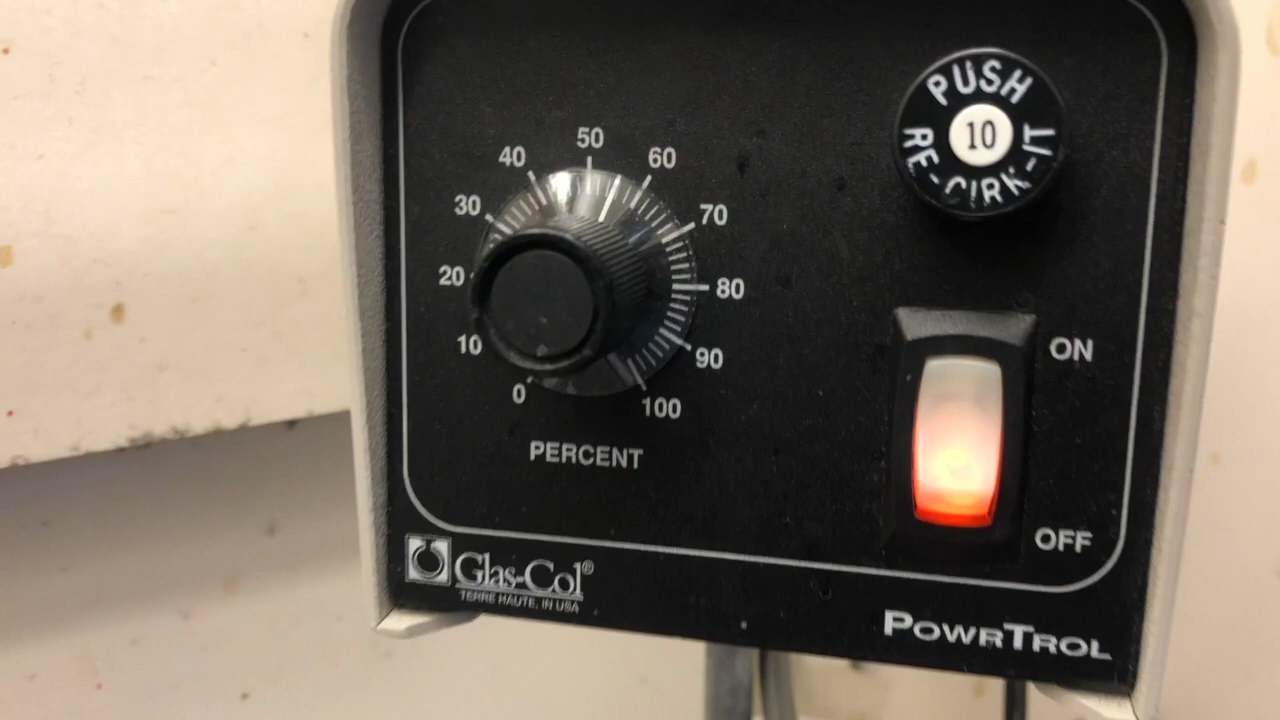 50
40
60
30
70
20
80
10
90
0
100
PERCENT
PUSH
10
RE-CIRK-IT
ON
OFF
Glas-Col®
TERRE HAUTE, IN USA
POWRTROL